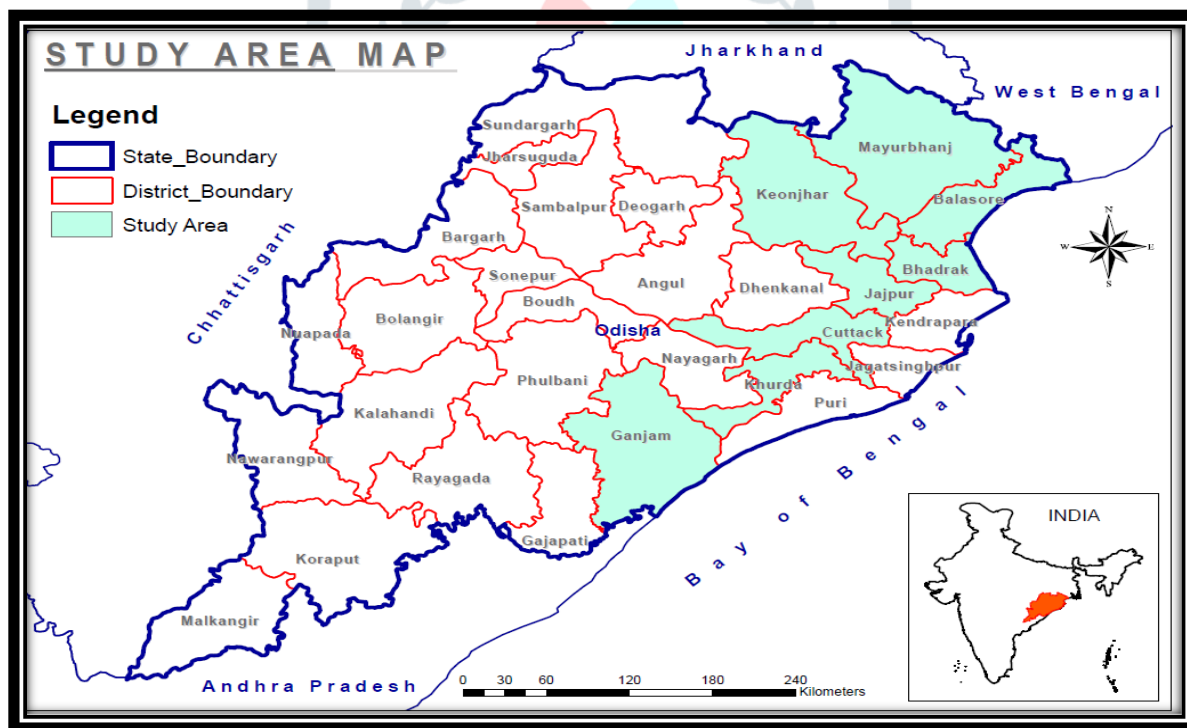 STUDY AREA MAP
Jharkhand
West Bengal
Legend
State_Boundary
District_Boundary
Study Area
Sundargarh
Jharsuguda
Mayurbhanj
Keonjhar
Balasore
Sambalpur
Deogarh
Bargarh
Chhattisgarh
N
W
E
S
Sonepur
Angul
Dhenkanal
Bhadrak
Jajpur
Boudh
Bolangir
Nuapada
Odisha
Cuttack
Kendrapara
Nayagarh
Jagatsinghpur
Khurda
Phulbani
Puri
Kalahandi
Ganjam
Nawarangpur
Rayagada
Bay of Bengal
Gajapati
Koraput
Malkangir
INDIA
Andhra Pradesh
0 30 60 120 180 240
Kilometers